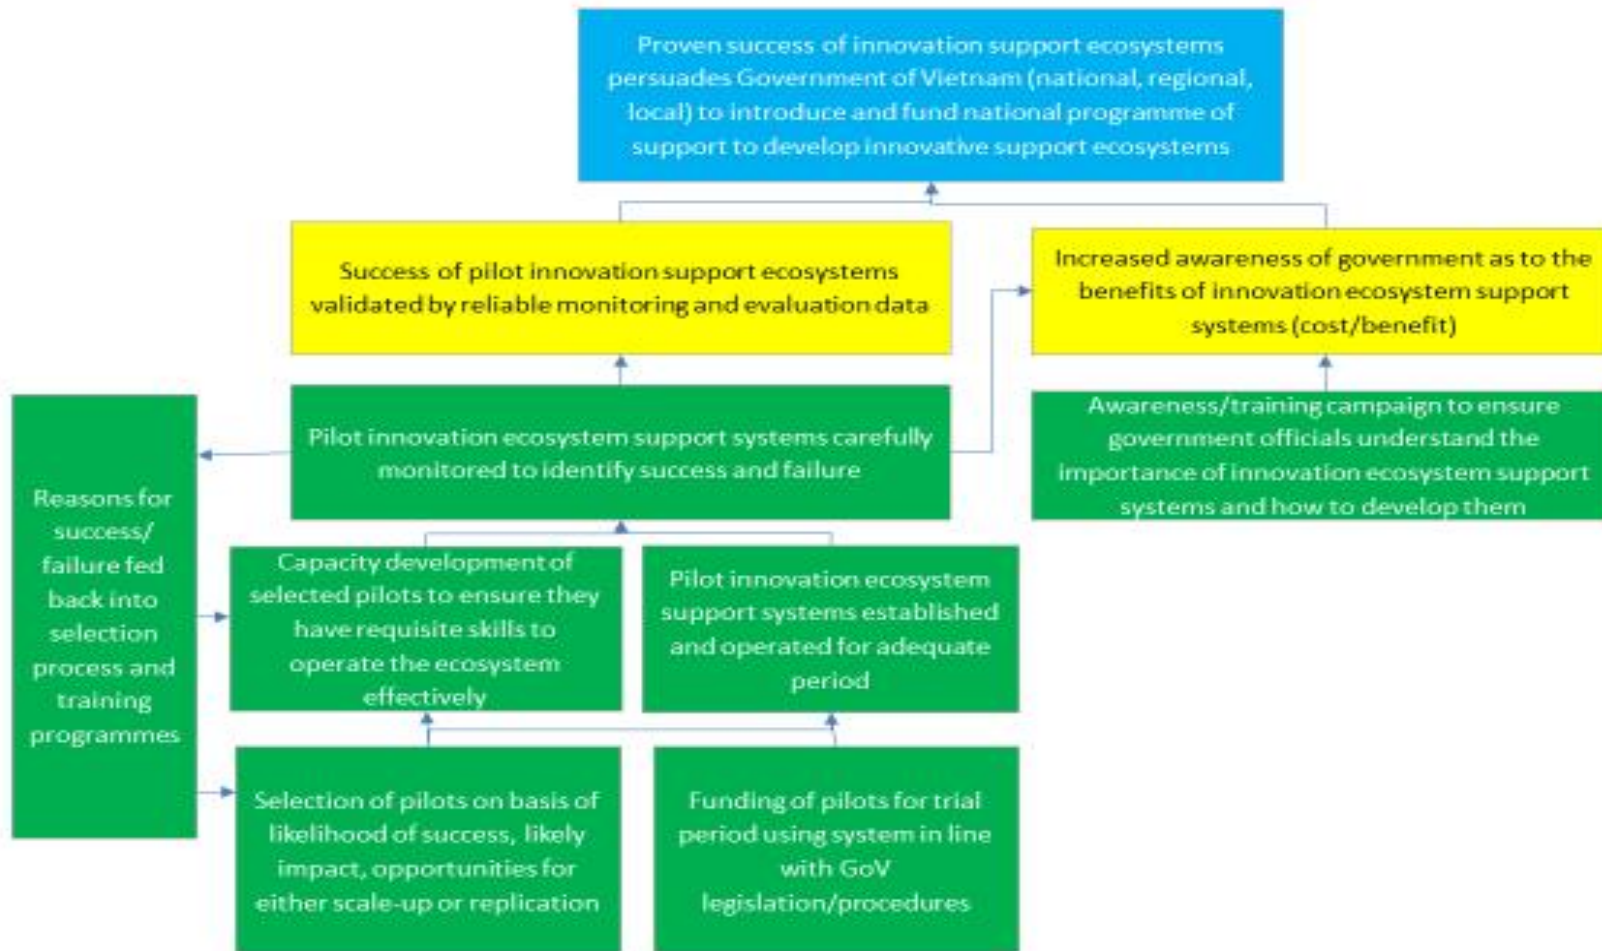 Proven success of innovation support ecosystems
persuades Government of Vietnam (national, regional,
local) to introduce and fund national programme of
support to develop innovative support ecosystems
Success of pilot innovation support ecosystems
validated by reliable monitoring and evaluation data
Increased awareness of government as to the
benefits of innovation ecosystem support
systems (cost/benefit)
Pilot innovation ecosystem support systems carefully
monitored to identify success and failure
Awareness/training campaign to ensure
government officials understand the
importance of innovation ecosystem support
systems and how to develop them
Reasons for
success/
failure fed
back into
selection
process and
training
programmes
Capacity development of
selected pilots to ensure they
have requisite skills to
operate the ecosystem
effectively
Pilot innovation ecosystem
support systems established
and operated for adequate
period
Selection of pilots on basis of
likelihood of success, likely
impact, opportunities for
either scale-up or replication
Funding of pilots for trial
period using system in line
with GoV
legislation/procedures